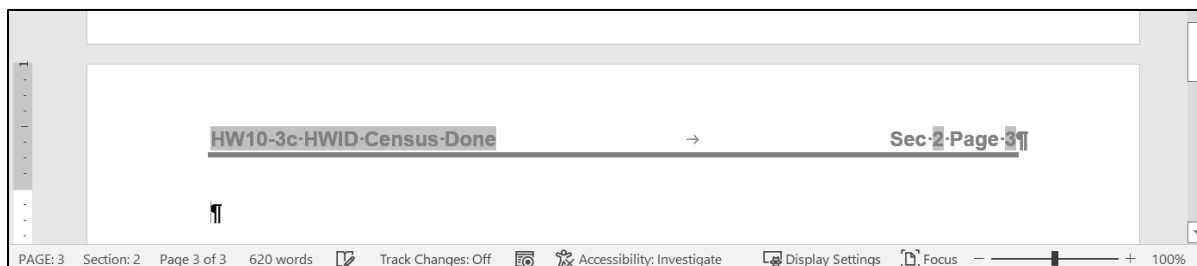 HW10-3c·HWID·Census·Done → Sec·2·Page·3¶
¶
PAGE: 3 Section: 2 Page 3 of 3 620 words Track Changes: Off Accessibility: Investigate Display Settings Focus − + 100%